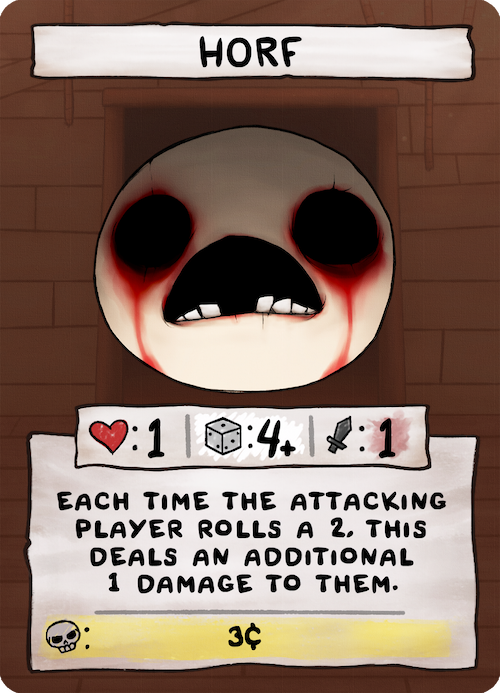 HORF
:1 | :4+ | :1
EACH TIME THE ATTACKING
PLAYER ROLLS A 2, THIS
DEALS AN ADDITIONAL
1 DAMAGE TO THEM.
: 3¢